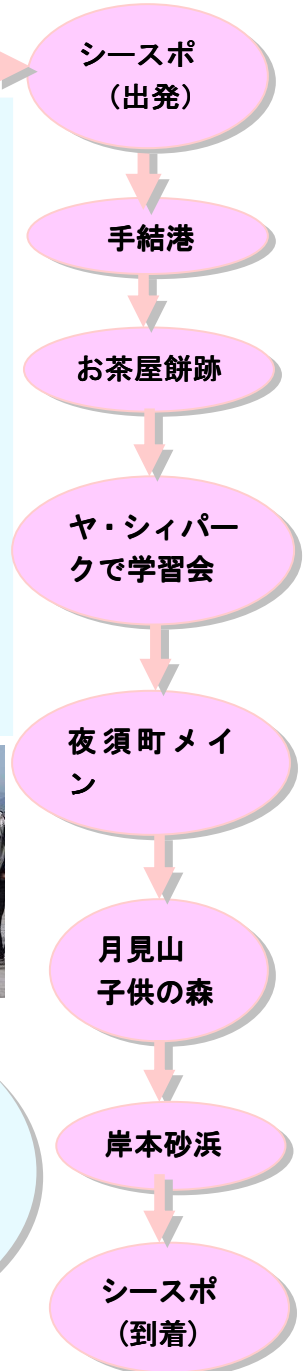 シースポ
（出発）
手結港
お茶屋餅跡
ヤ・シィパー
クで学習会
夜須町メイ
ン
月見山
子供の森
岸本砂浜
シースポ
（到着）